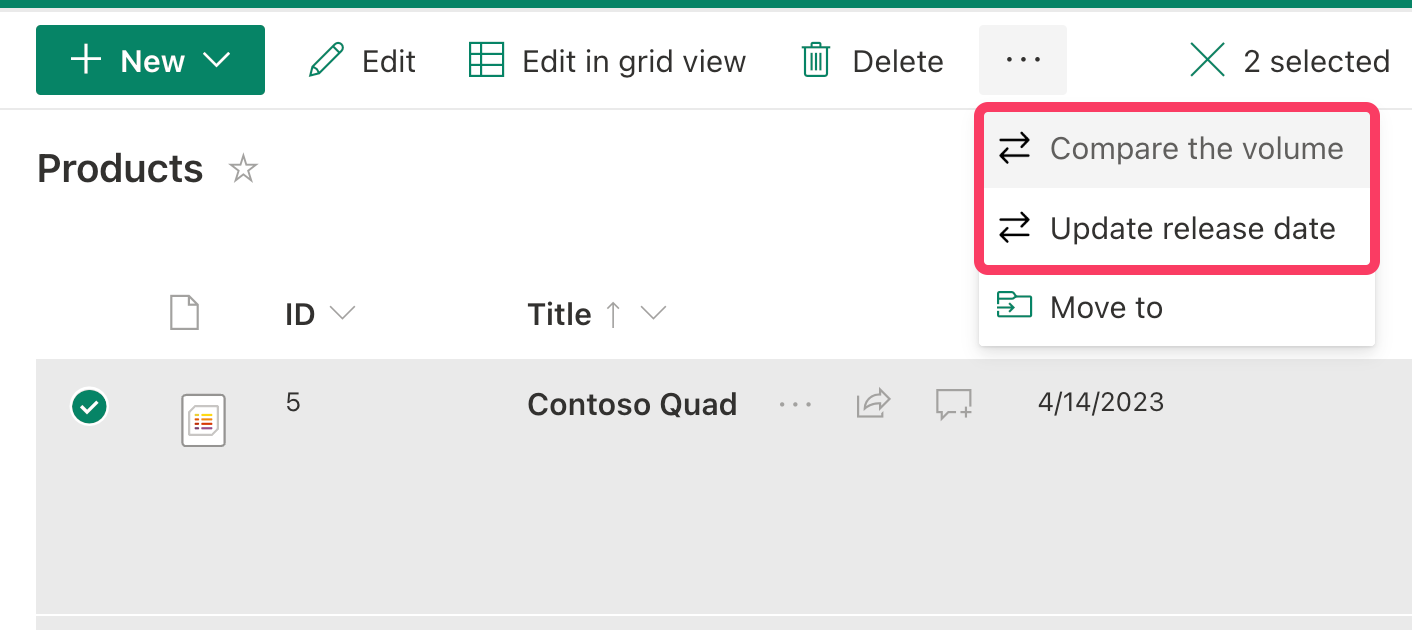 New
Edit
Edit in grid view
Delete
2 selected
Compare the volume
Products
Update release date
Move to
ID
Title
5
Contoso Quad
4/14/2023